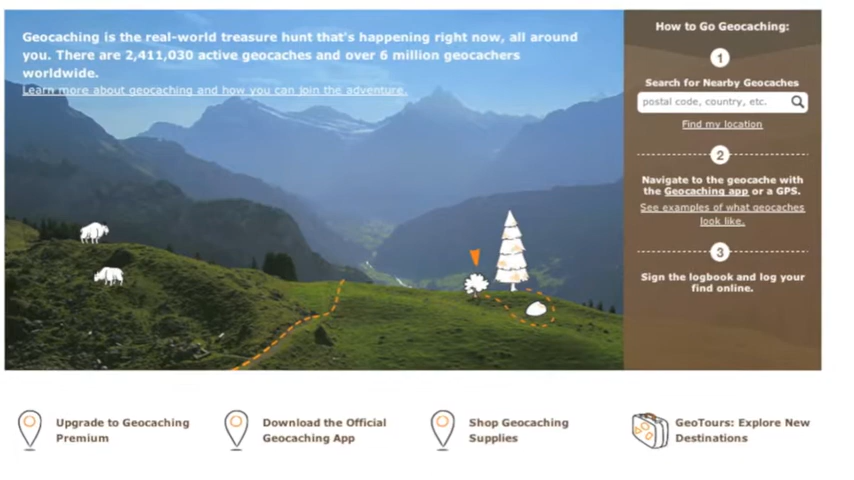 Geocaching is the real-world treasure hunt that's happening right now, all around
you. There are 2,411,030 active geocaches and over 6 million geocachers
worldwide.
Learn more about geocaching and how you can join the adventure.
How to Go Geocaching:
1
Search for Nearby Geocaches
postal code, country, etc.
Find my location
2
Navigate to the geocache with
the Geocaching app or a GPS.
See examples of what geocaches
look like.
3
Sign the logbook and log your
find online.
Upgrade to Geocaching
Premium
Download the Official
Geocaching App
Shop Geocaching
Supplies
GeoTours: Explore New
Destinations